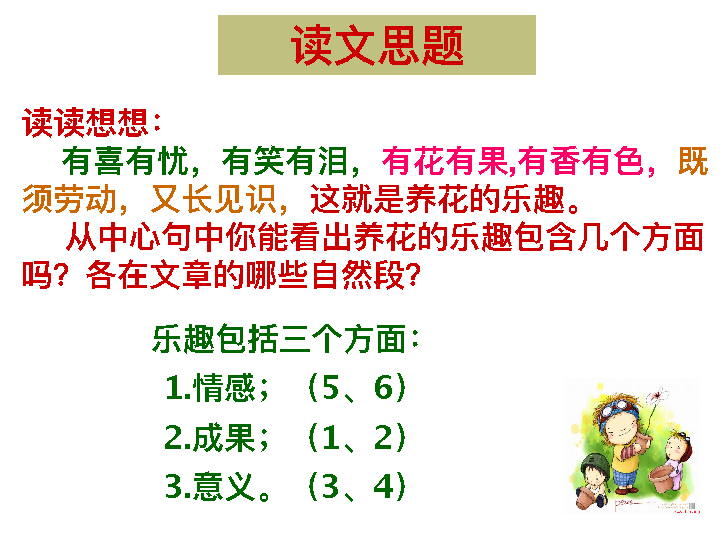 读文思题
读读想想：
有喜有忧，有笑有泪，有花有果,有香有色，既
须劳动，又长见识，这就是养花的乐趣。
从中心句中你能看出养花的乐趣包含几个方面
吗？各在文章的哪些自然段？
乐趣包括三个方面：
1.情感；（5、6）
2.成果；（1、2）
3.意义。（3、4）